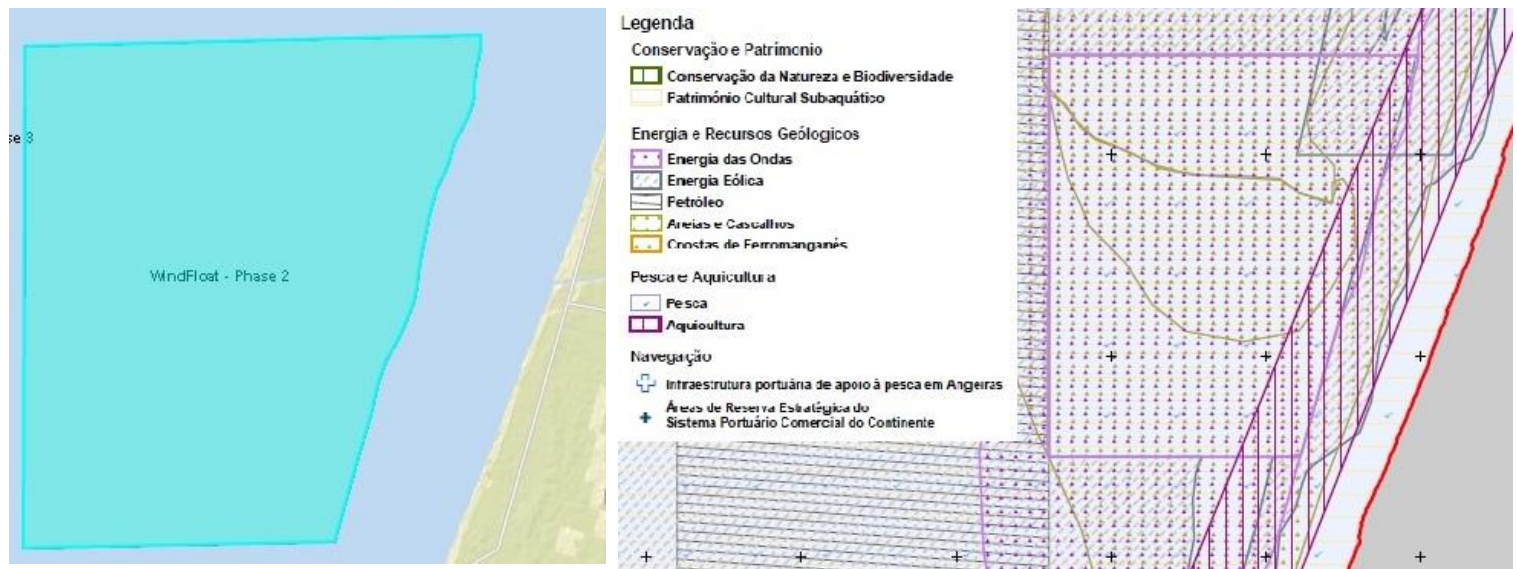 se 3
WindFloat - Phase 2
Legenda
Conservação e Património
Conservação da Natureza e Biodiversidade
Património Cultural Subaquático
Energia e Recursos Geólogicos
Energia das Ondas
Energia Eólica
Petróleo
Areias e Cascalhos
Crostas de Ferromanganés
Pesca e Aquicultura
Pesca
Aquicultura
Navegação
Infraestrutura portuária de apoio à pesca em Angeiras
Áreas de Reserva Estratégica do
Sistema Portuário Comercial do Continente